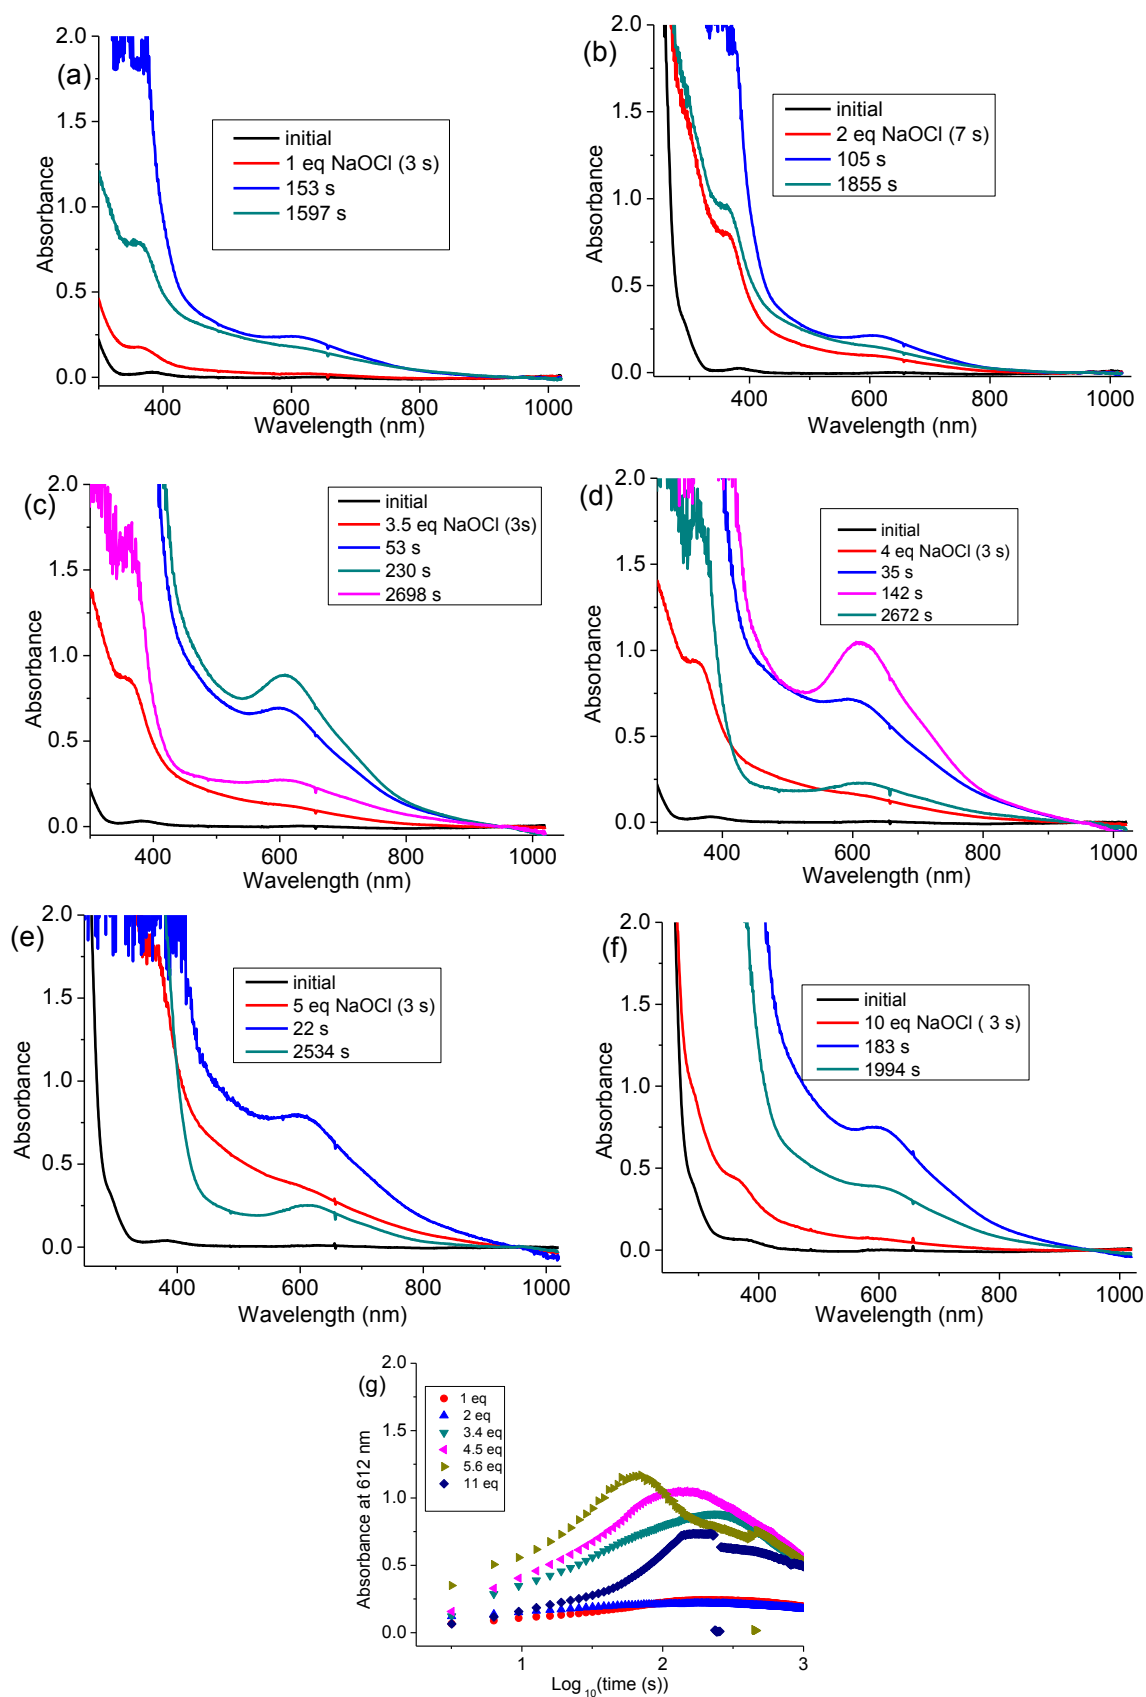 (a)
2.0
1.5
1.0
0.5
0.0
Absorbance
initial
1 eq NaOCl (3 s)
153 s
1597 s
400 600 800 1000
Wavelength (nm)
(b)
2.0
1.5
1.0
0.5
0.0
Absorbance
initial
2 eq NaOCl (7 s)
105 s
1855 s
400 600 800 1000
Wavelength (nm)
(c)
2.0
1.5
1.0
0.5
0.0
Absorbance
initial
3.5 eq NaOCl (3s)
53 s
230 s
2698 s
400 600 800 1000
Wavelength (nm)
(d)
2.0
1.5
1.0
0.5
0.0
Absorbance
initial
4 eq NaOCl (3 s)
35 s
142 s
2672 s
400 600 800 1000
Wavelength (nm)
(e)
2.0
1.5
1.0
0.5
0.0
Absorbance
initial
5 eq NaOCl (3 s)
22 s
2534 s
400 600 800 1000
Wavelength (nm)
(f)
2.0
1.5
1.0
0.5
0.0
Absorbance
initial
10 eq NaOCl ( 3 s)
183 s
1994 s
400 600 800 1000
Wavelength (nm)
(g)
2.0
1.5
1.0
0.5
0.0
Absorbance at 612 nm
1 eq
2 eq
3.4 eq
4.5 eq
5.6 eq
11 eq
1 2 3
Log10(time (s))